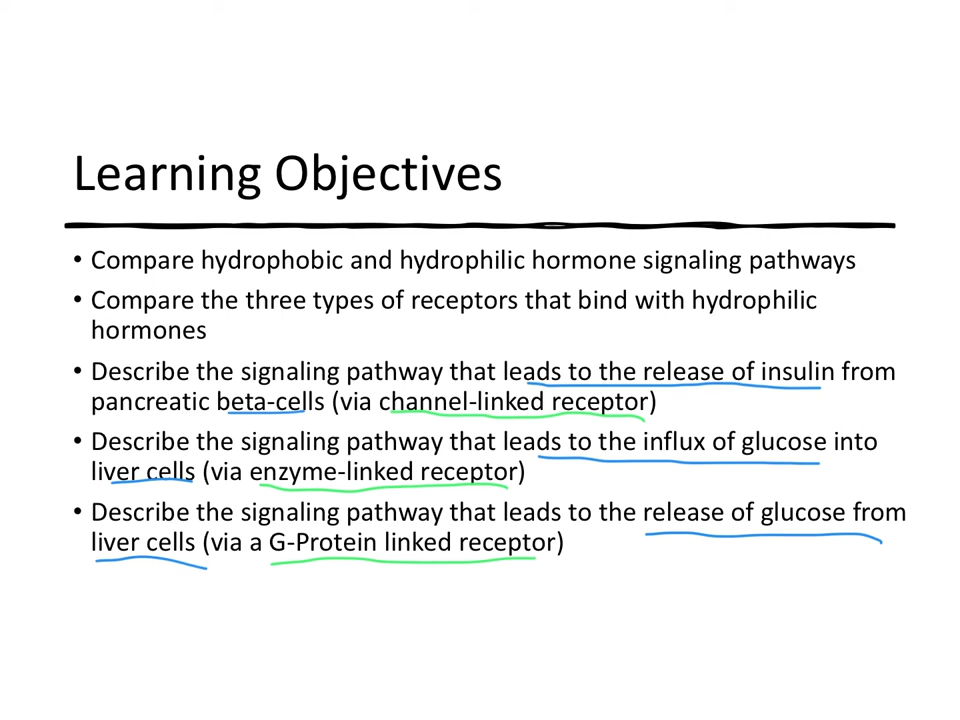 Learning Objectives
• Compare hydrophobic and hydrophilic hormone signaling pathways
• Compare the three types of receptors that bind with hydrophilic
hormones
• Describe the signaling pathway that leads to the release of insulin from
pancreatic beta-cells (via channel-linked receptor)
• Describe the signaling pathway that leads to the influx of glucose into
liver cells (via enzyme-linked receptor)
• Describe the signaling pathway that leads to the release of glucose from
liver cells (via a G-Protein linked receptor)